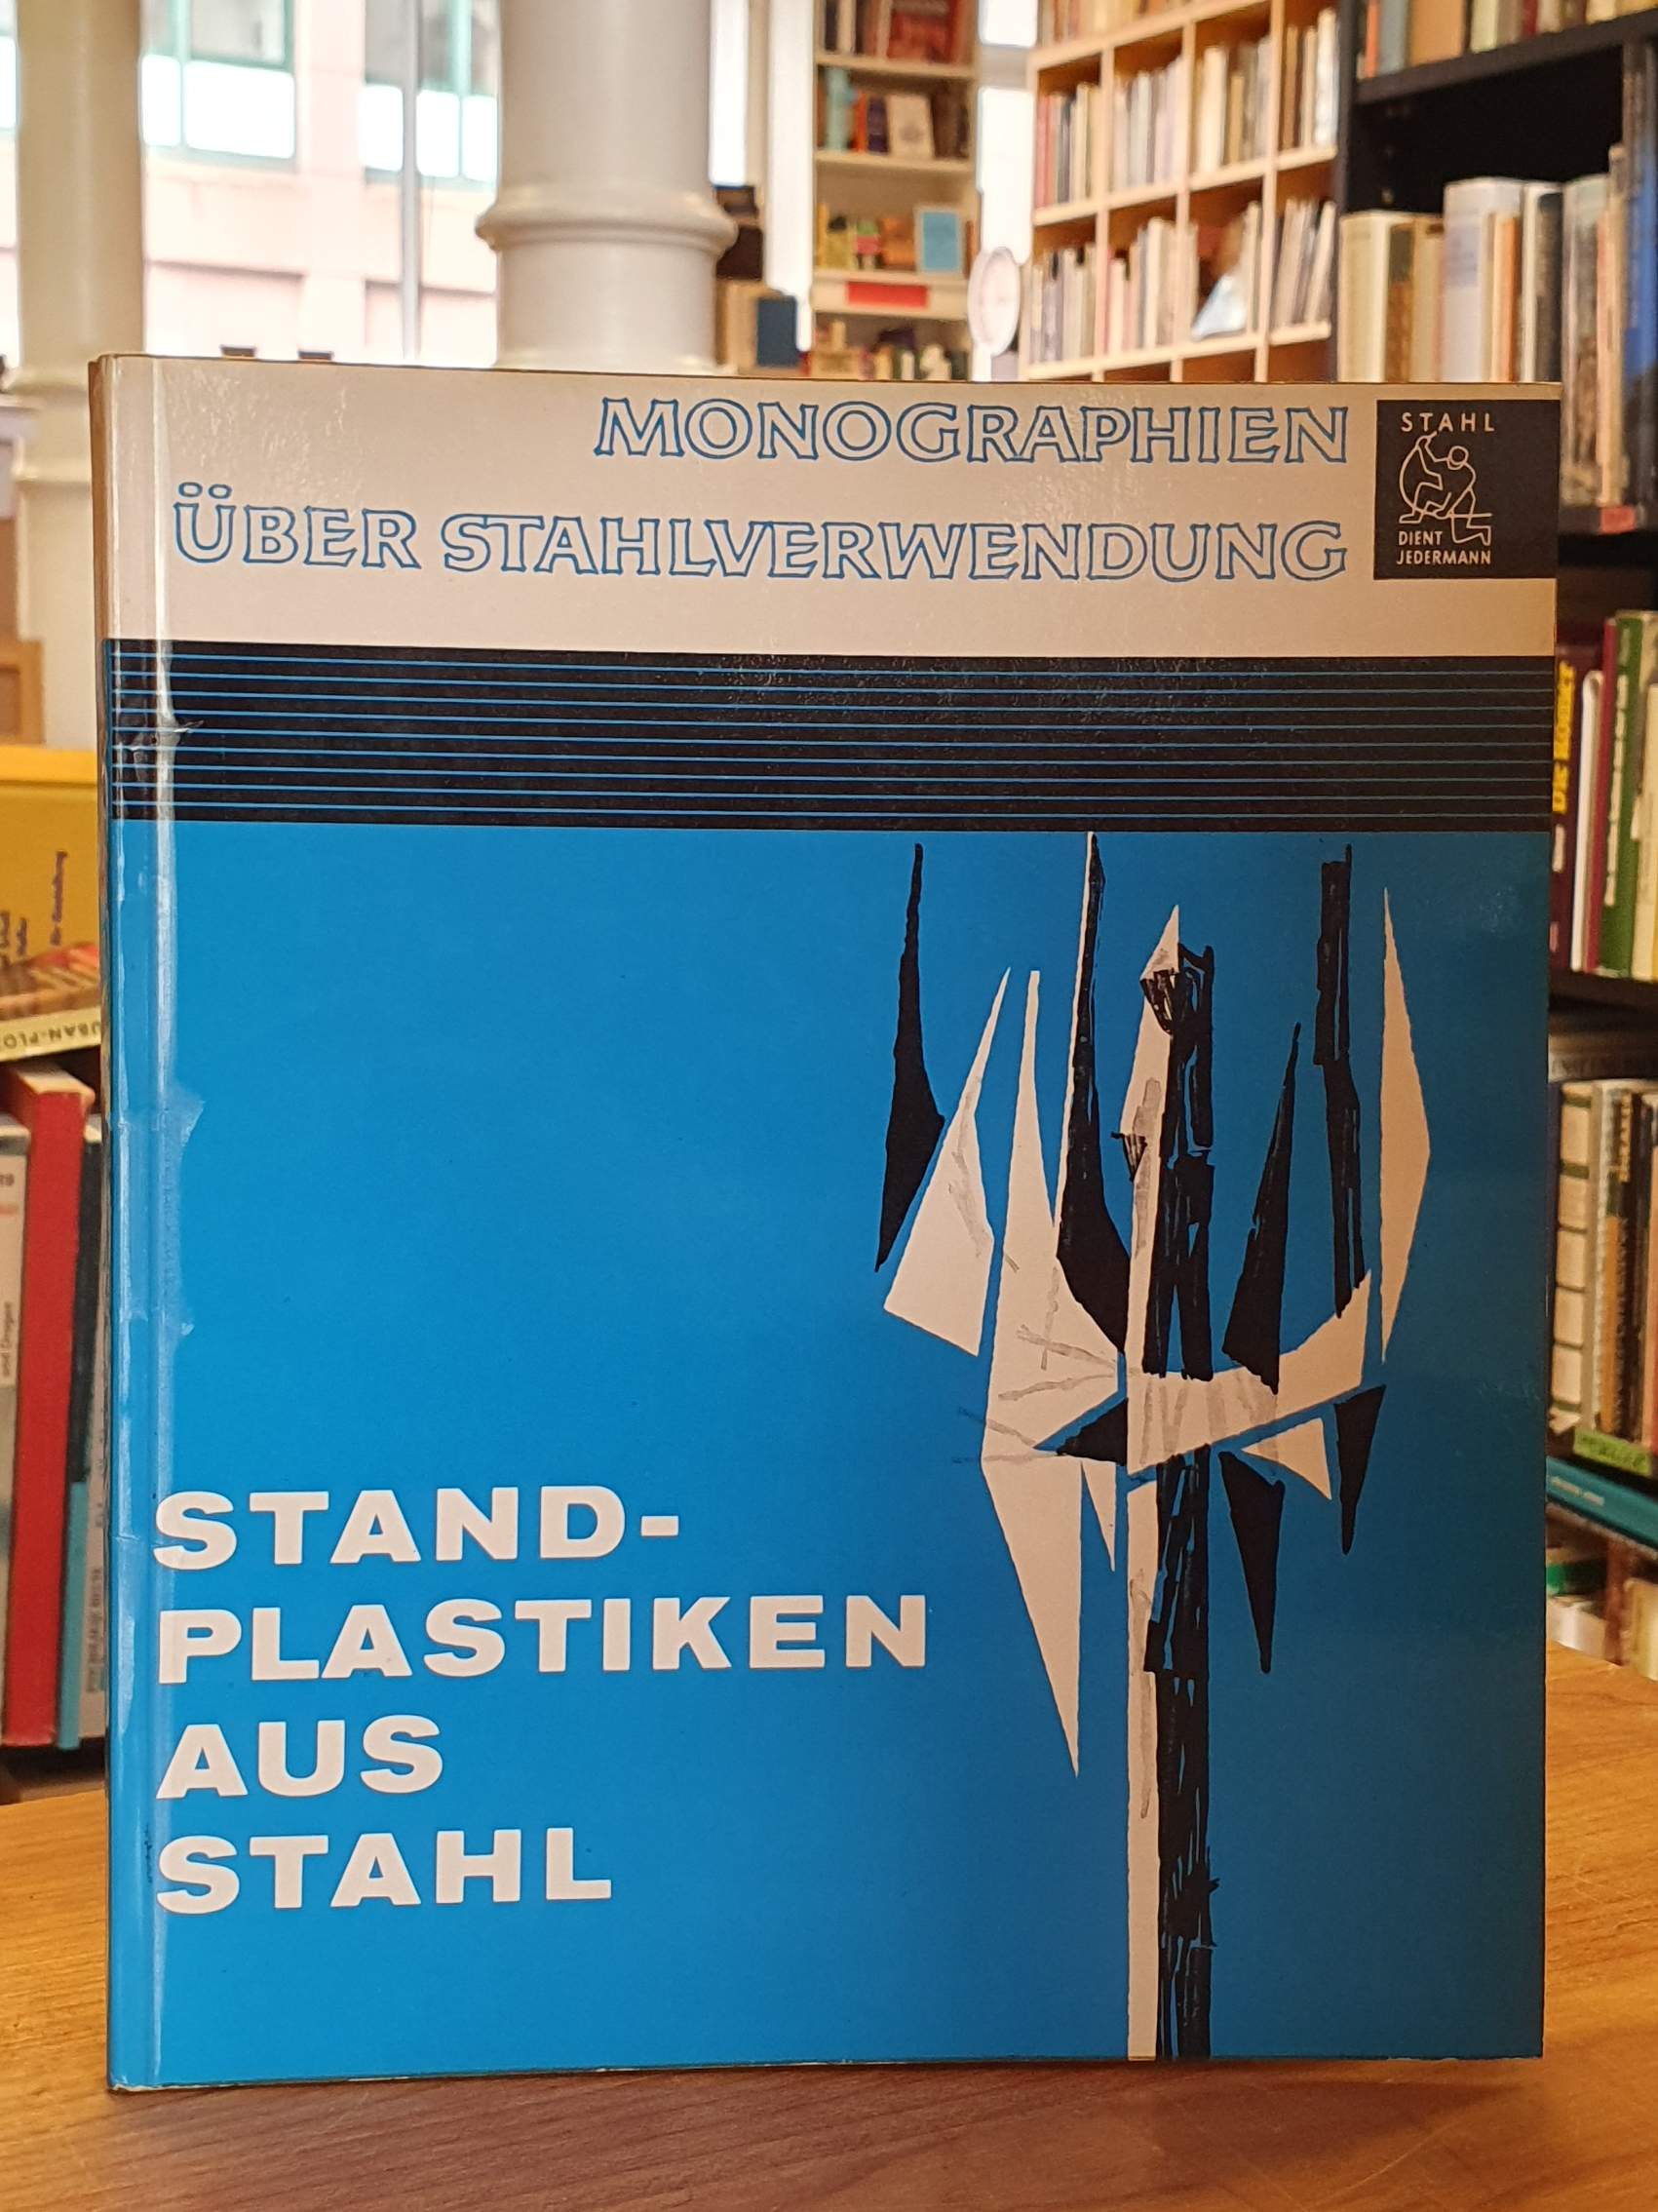 MONOGRAPHIEN
ÜBER STAHLVERWENDUNG
STAHL
DIENT
JEDERMANN
STAND-
PLASTIKEN
AUS
STAHL